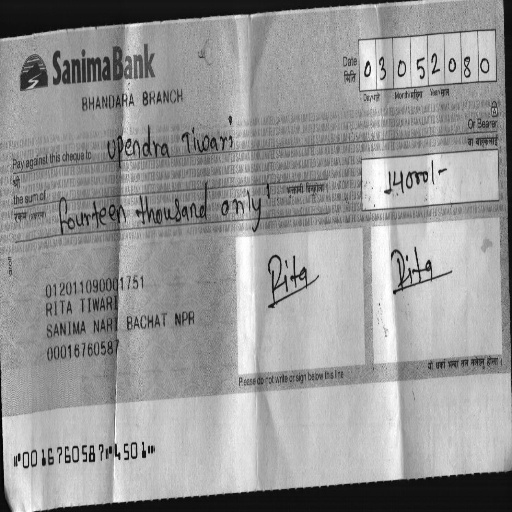 Sanima Bank
BHANDARA BRANCH
Date
मिति
0 3 0 5 2 0 8 0
Day/गते Month/महिना Year/साल
Pay against this cheque to Upendra Tiwari
Or Bearer
श्री
वा वाहकलाई
the sum of
रकम (अक्षरमा) fourteen thousand only'
14000/-
012011090001751
RITA TIWARI
SANIMA NARI BACHAT NPR
00016760587
Rita
Rita
Please do not write or sign below this line
⑈0016760587⑈4501⑈